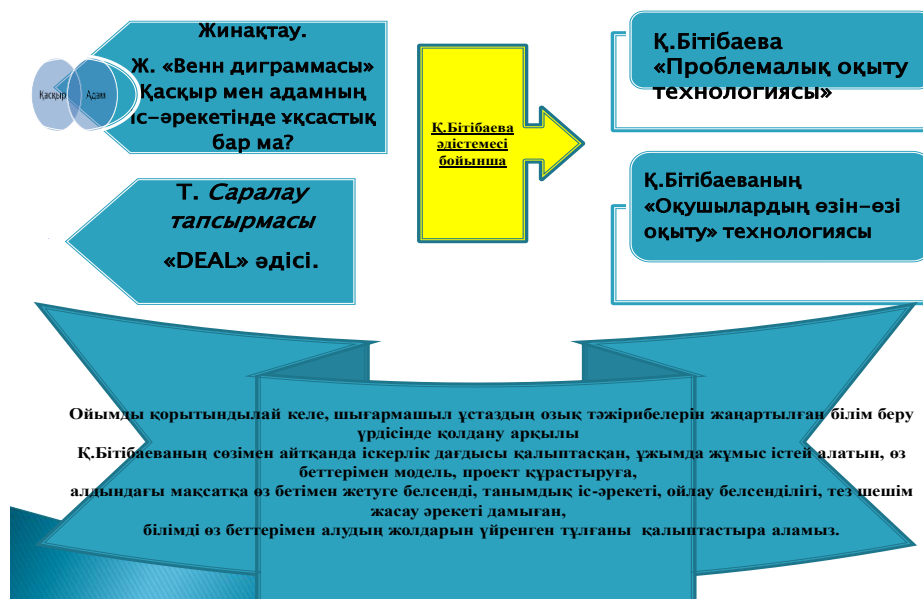 Жинақтау.
Ж. «Венн диграммасы»
Қасқыр мен адамның
іс-әрекетінде ұқсастық
бар ма?
Қасқыр
Адам
Т. Саралау
тапсырмасы
«DEAL» әдісі.
Қ.Бітібаева
әдістемесі
бойынша
Қ.Бітібаева
«Проблемалық оқыту
технологиясы»
Қ.Бітібаеваның
«Оқушылардың өзін-өзі
оқыту» технологиясы
Ойымды қорытындылай келе, шығармашыл ұстаздың озық тәжірибелерін жаңартылған білім беру
үрдісінде қолдану арқылы
Қ.Бітібаеваның сөзімен айтқанда іскерлік дағдысы қалыптасқан, ұжымда жұмыс істей алатын, өз
беттерімен модель, проект құрастыруға,
алдындағы мақсатқа өз бетімен жетуге белсенді, танымдық іс-әрекеті, ойлау белсенділігі, тез шешім
жасау әрекеті дамыған,
білімді өз беттерімен алудың жолдарын үйренген тұлғаны қалыптастыра аламыз.